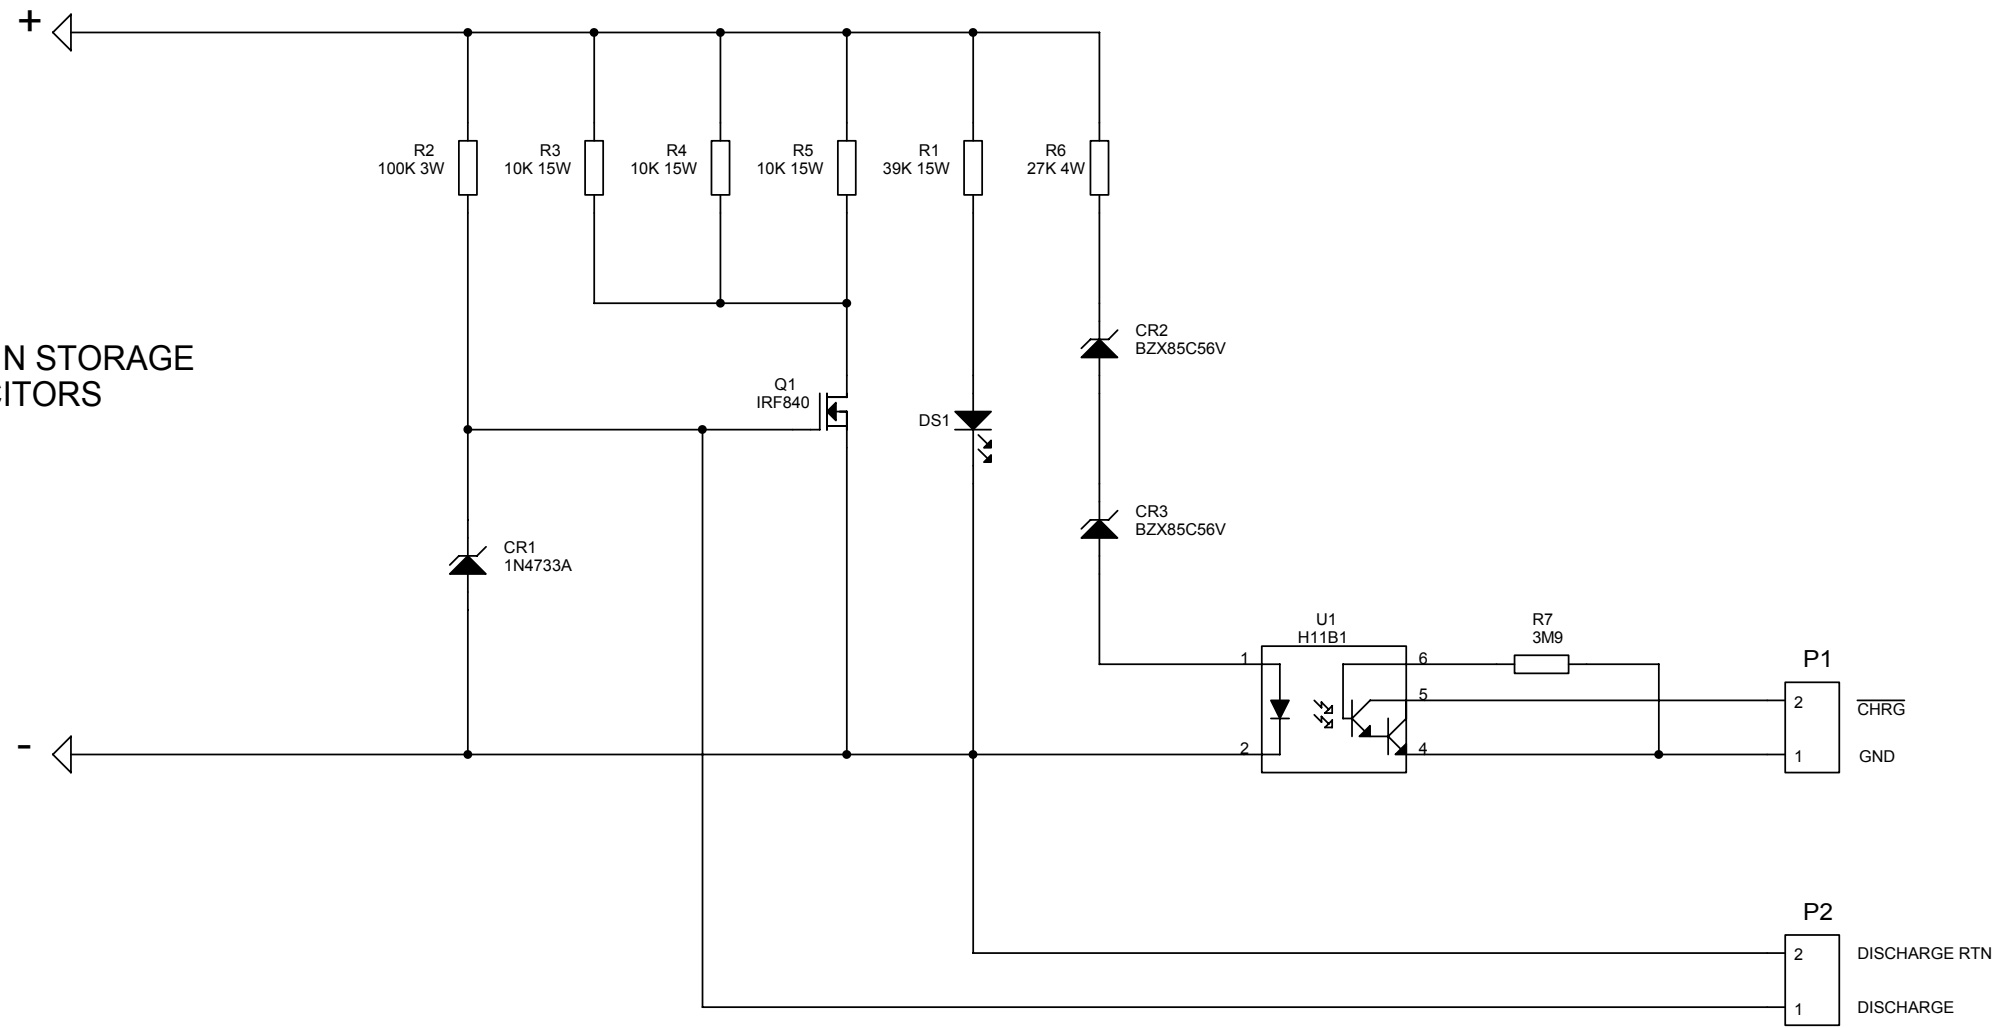 +
R2
100K 3W
R3
10K 15W
R4
10K 15W
R5
10K 15W
R1
39K 15W
R6
27K 4W
N STORAGE
CITORS
Q1
IRF840
DS1
CR2
BZX85C56V
CR3
BZX85C56V
CR1
1N4733A
U1
H11B1
1
2
6
5
4
R7
3M9
P1
2
CHRG
1
GND
-
P2
2
DISCHARGE RTN
1
DISCHARGE